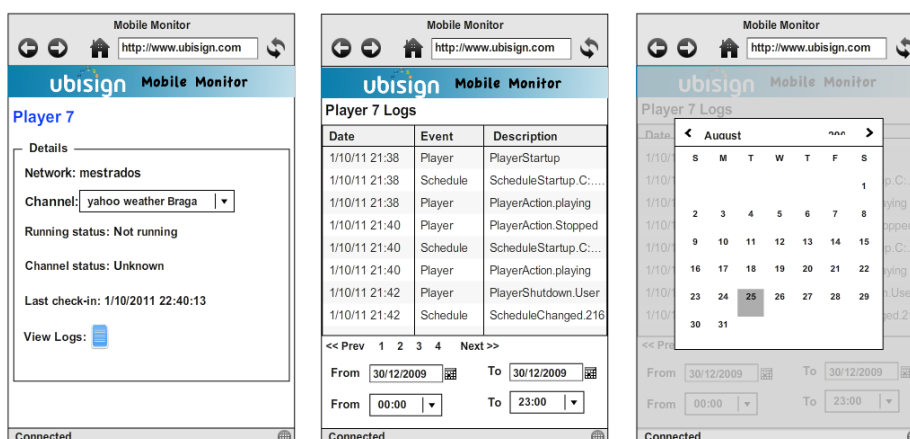 Mobile Monitor
http://www.ubisign.com
ubisign Mobile Monitor
Player 7
Details
Network: mestrados
Channel: yahoo weather Braga
Running status: Not running
Channel status: Unknown
Last check-in: 1/10/2011 22:40:13
View Logs:
Connected
Mobile Monitor
http://www.ubisign.com
ubisign Mobile Monitor
Player 7 Logs
Date Event Description
1/10/11 21:38 Player PlayerStartup
1/10/11 21:38 Schedule ScheduleStartup.C:...
1/10/11 21:38 Player PlayerAction.playing
1/10/11 21:40 Player PlayerAction.Stopped
1/10/11 21:40 Schedule ScheduleStartup.C:...
1/10/11 21:40 Player PlayerAction.playing
1/10/11 21:42 Player PlayerShutdown.User
1/10/11 21:42 Schedule ScheduleChanged.216
<< Prev 1 2 3 4 Next >>
From 30/12/2009 To 30/12/2009
From 00:00 To 23:00
Connected
Mobile Monitor
http://www.ubisign.com
ubisign Mobile Monitor
Player 7 Logs
Date
August
S M T W T F S
1
2 3 4 5 6 7 8
9 10 11 12 13 14 15
16 17 18 19 20 21 22
23 24 25 26 27 28 29
30 31
<< Pre
From 30/12/2009 To 30/12/2009
From 00:00 To 23:00
Connected